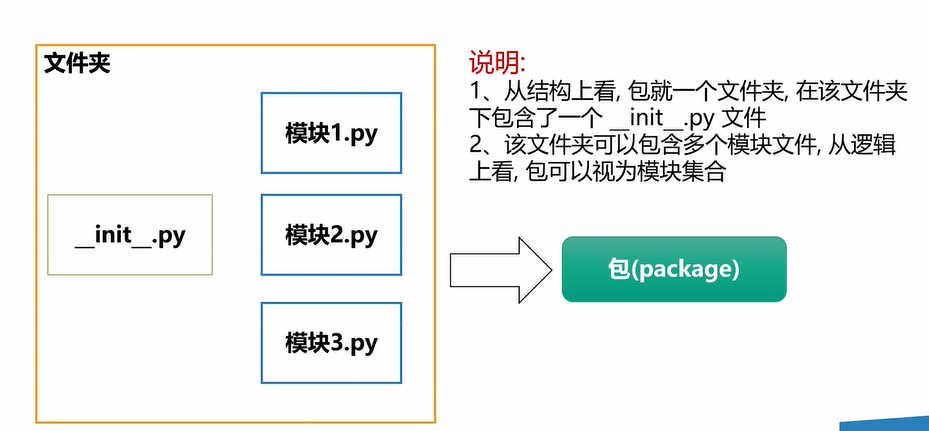 文件夹
模块1.py
__init__.py
模块2.py
模块3.py
说明:
1、从结构上看, 包就一个文件夹, 在该文件夹
下包含了一个 __init__.py 文件
2、该文件夹可以包含多个模块文件, 从逻辑
上看, 包可以视为模块集合
包(package)